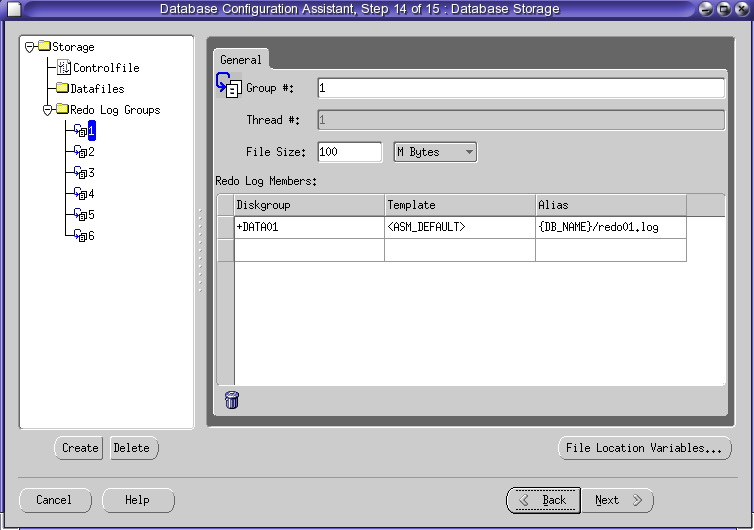 Database Configuration Assistant, Step 14 of 15 : Database Storage
Storage
Controlfile
Datafiles
Redo Log Groups
1
2
3
4
5
6
General
Group #: 1
Thread #: 1
File Size: 100 M Bytes
Redo Log Members:
Diskgroup Template Alias
+DATA01 <ASM_DEFAULT> {DB_NAME}/redo01.log
Create Delete File Location Variables...
Cancel Help Back Next